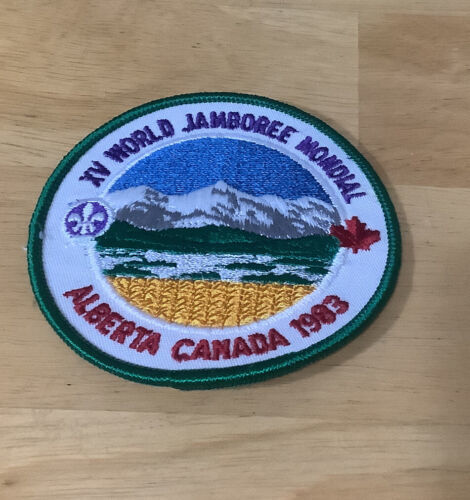 XV WORLD JAMBOREE MONDIAL
ALBERTA CANADA 1983